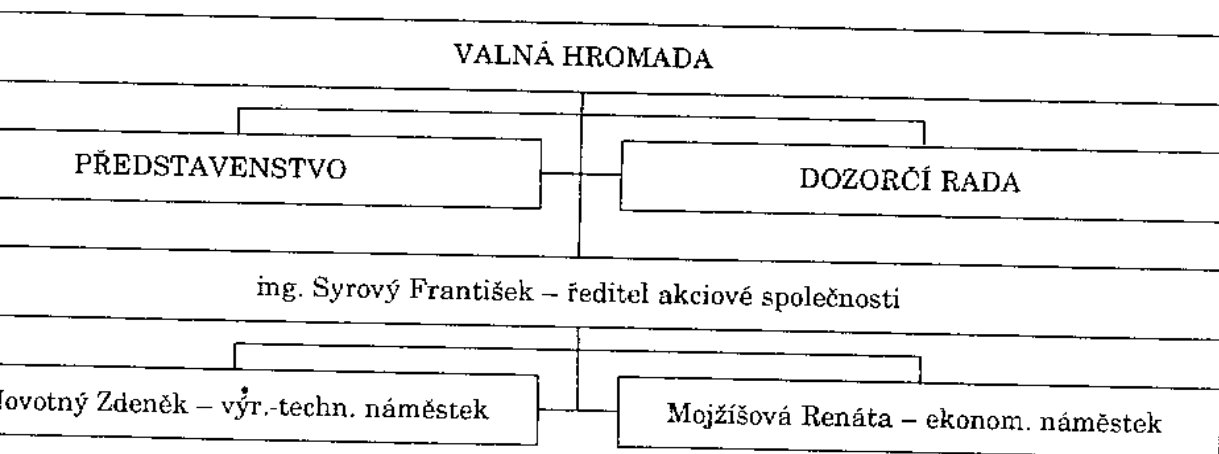 VALNÁ HROMADA
PŘEDSTAVENSTVO
DOZORČÍ RADA
ing. Syrový František – ředitel akciové společnosti
Zdeněk – výr.-techn. náměstek
Mojžíšová Renáta – ekonom. náměstek